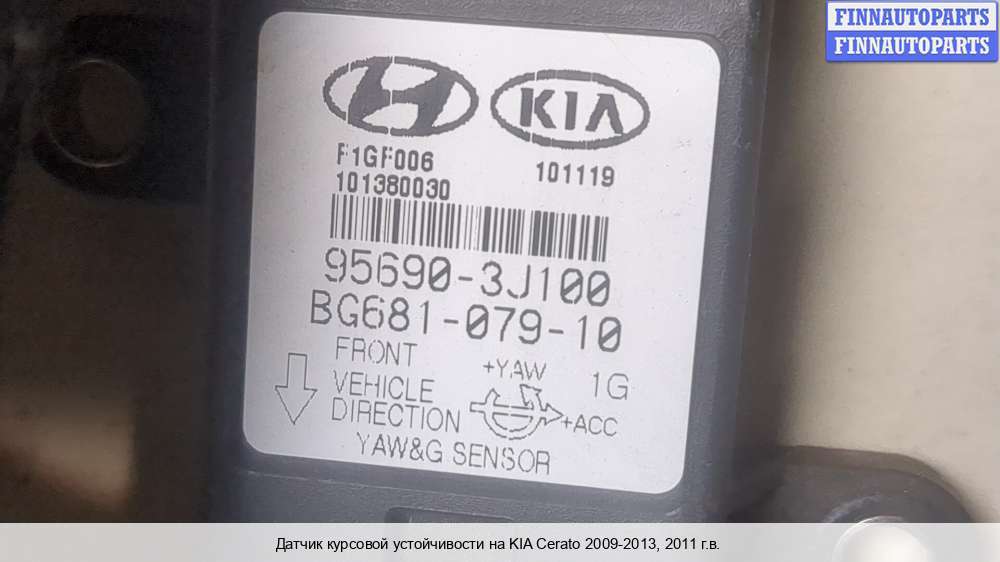 FINNAUTOPARTS
FINNAUTOPARTS
KIA
F1GF006
101119
101380030
95690-3J100
BG681-079-10
FRONT
VEHICLE
DIRECTION
+YAW
1G
+ACC
YAW&G SENSOR
Датчик курсовой устойчивости на KIA Cerato 2009-2013, 2011 г.в.